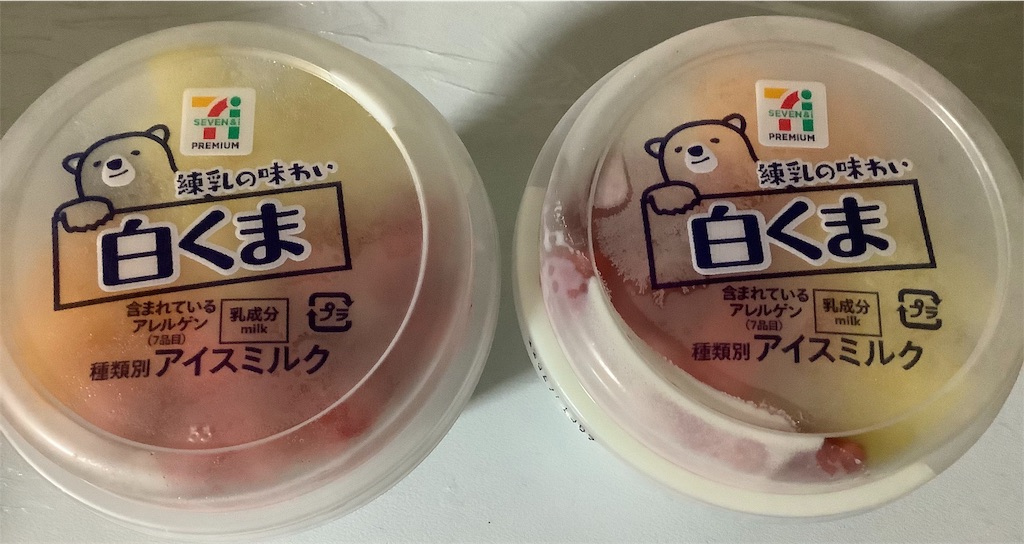 SEVEN&i
PREMIUM
練乳の味わい
白くま
含まれている
アレルゲン
(7品目)
乳成分
milk
プラ
種類別 アイスミルク
33
SEVEN&i
PREMIUM
練乳の味わい
白くま
含まれている
アレルゲン
(7品目)
乳成分
milk
プラ
種類別 アイスミルク